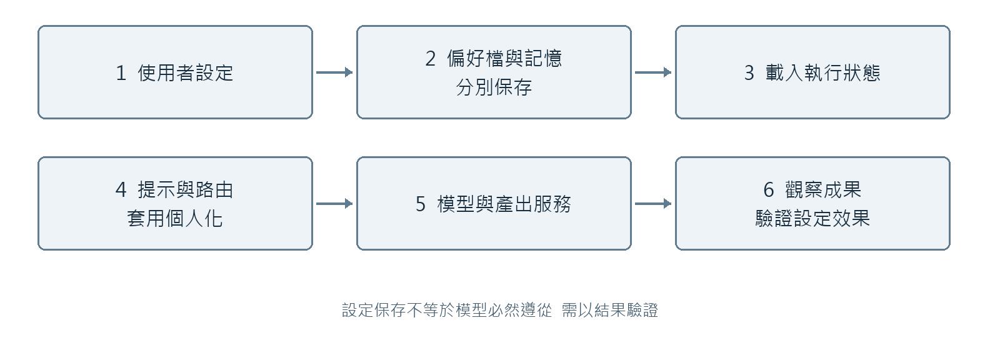 1 使用者設定
2 偏好檔與記憶
分別保存
3 載入執行狀態
4 提示與路由
套用個人化
5 模型與產出服務
6 觀察成果
驗證設定效果
設定保存不等於模型必然遵從 需以結果驗證